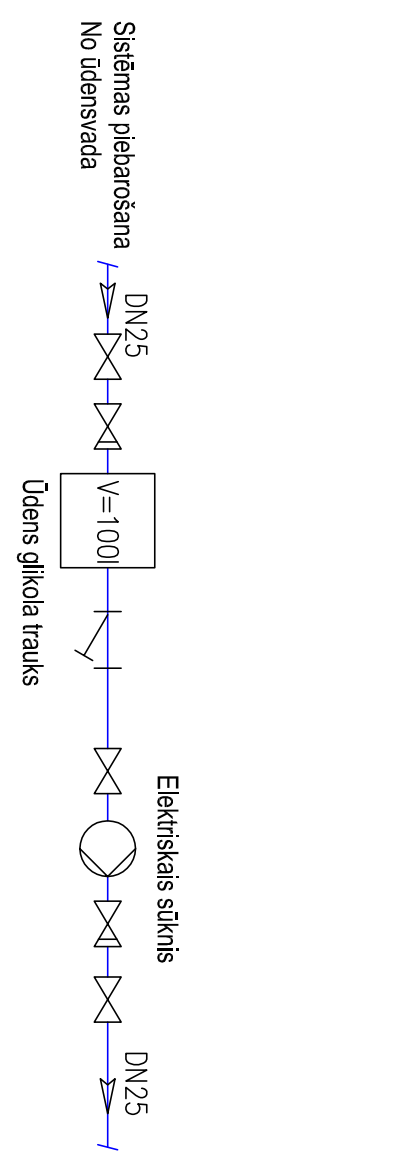 Sistēmas piebarošana
No ūdensvada
DN25
V=100l
Ūdens glikola trauks
Elektriskais sūknis
DN25